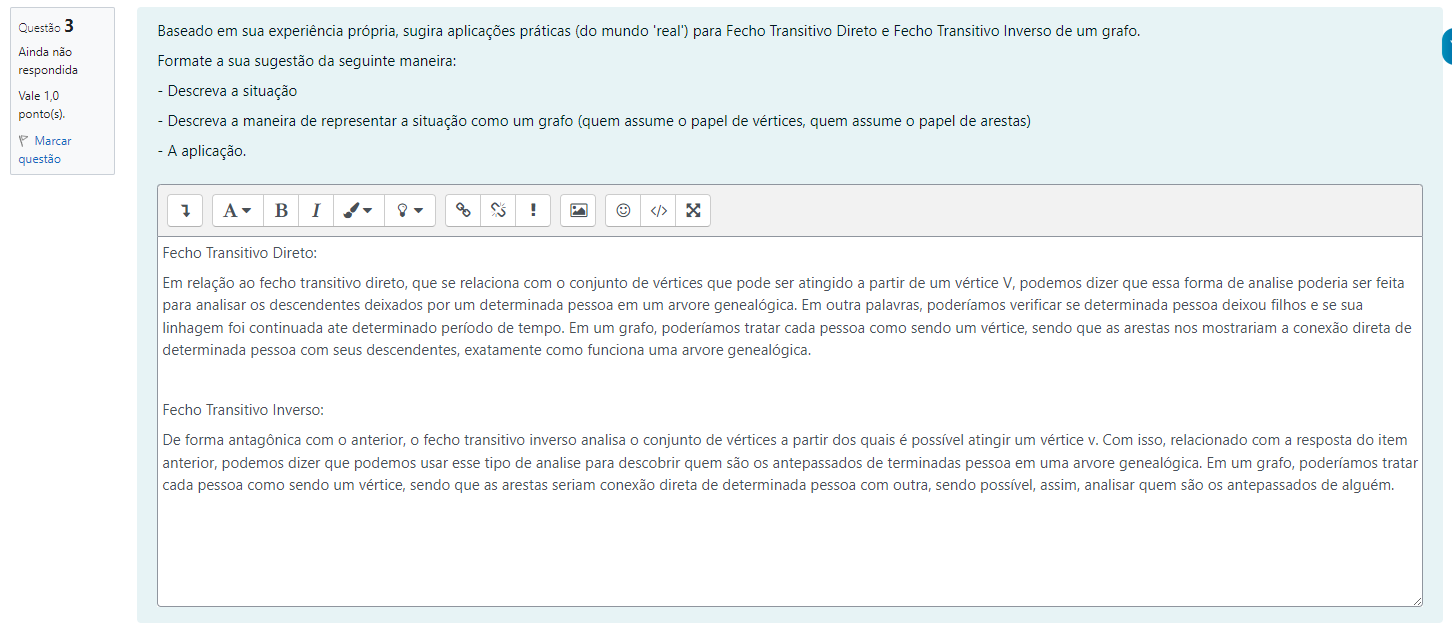 Questão 3
Ainda não
respondida
Vale 1,0
ponto(s).
Marcar
questão
Baseado em sua experiência própria, sugira aplicações práticas (do mundo 'real') para Fecho Transitivo Direto e Fecho Transitivo Inverso de um grafo.
Formate a sua sugestão da seguinte maneira:
- Descreva a situação
- Descreva a maneira de representar a situação como um grafo (quem assume o papel de vértices, quem assume o papel de arestas)
- A aplicação.
A B I !
Fecho Transitivo Direto:
Em relação ao fecho transitivo direto, que se relaciona com o conjunto de vértices que pode ser atingido a partir de um vértice V, podemos dizer que essa forma de analise poderia ser feita
para analisar os descendentes deixados por um determinada pessoa em um arvore genealógica. Em outra palavras, poderíamos verificar se determinada pessoa deixou filhos e se sua
linhagem foi continuada ate determinado período de tempo. Em um grafo, poderíamos tratar cada pessoa como sendo um vértice, sendo que as arestas nos mostrariam a conexão direta de
determinada pessoa com seus descendentes, exatamente como funciona uma arvore genealógica.
Fecho Transitivo Inverso:
De forma antagônica com o anterior, o fecho transitivo inverso analisa o conjunto de vértices a partir dos quais é possível atingir um vértice v. Com isso, relacionado com a resposta do item
anterior, podemos dizer que podemos usar esse tipo de analise para descobrir quem são os antepassados de terminadas pessoa em uma arvore genealógica. Em um grafo, poderíamos tratar
cada pessoa como sendo um vértice, sendo que as arestas seriam conexão direta de determinada pessoa com outra, sendo possível, assim, analisar quem são os antepassados de alguém.